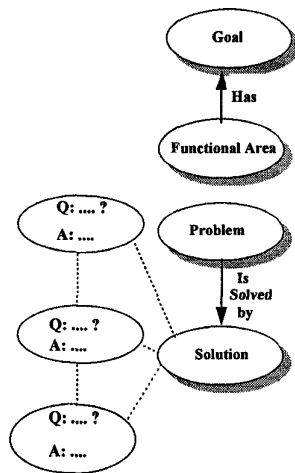 Goal
Has
Functional Area
Q: .... ?
A: ....
Problem
Is
Solved
by
Q: .... ?
A: ....
Solution
Q: .... ?
A: ....